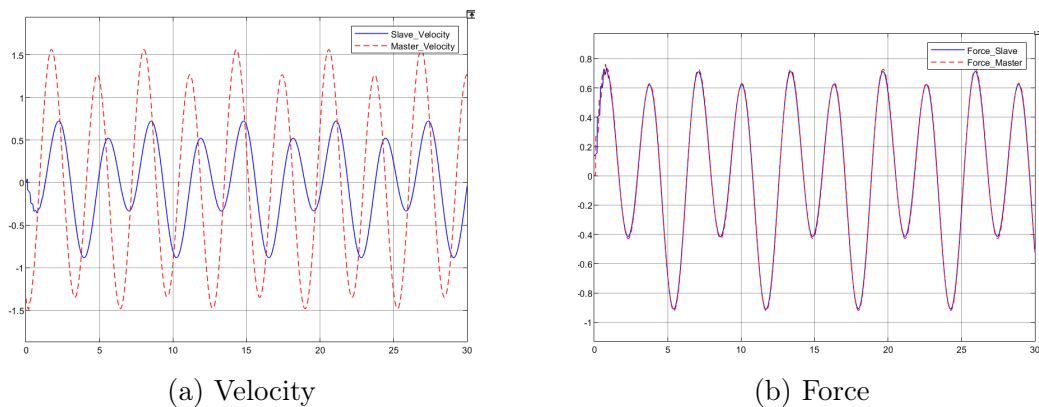 Slave_Velocity
Master_Velocity
1.5
1
0.5
0
-0.5
-1
-1.5
0 5 10 15 20 25 30
(a) Velocity
Force_Slave
Force_Master
0.8
0.6
0.4
0.2
0
-0.2
-0.4
-0.6
-0.8
-1
0 5 10 15 20 25 30
(b) Force